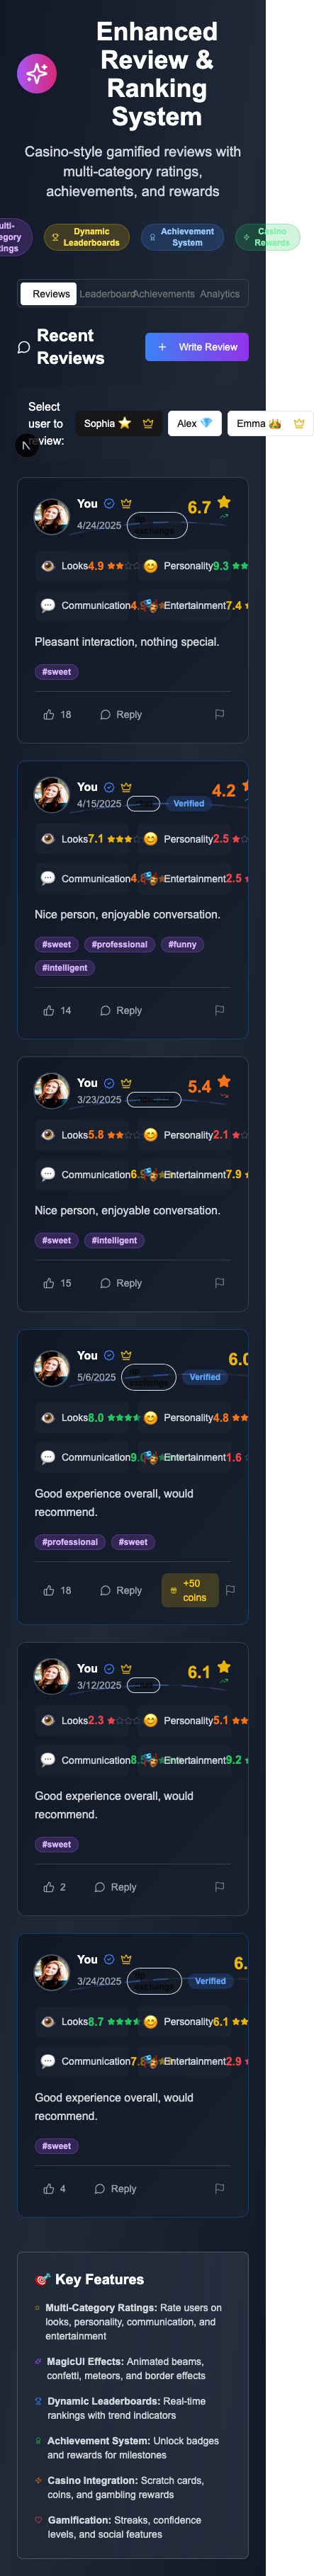 Enhanced
Review &
Ranking
System
Casino-style gamified reviews with
multi-category ratings,
achievements, and rewards
Dynamic
Leaderboards
Achievement
System
Casino
Rewards
Reviews
Leaderboard
Achievements
Analytics
Recent
Reviews
+ Write Review
Select
user to
review:
Sophia ⭐
Alex 💎
Emma 👑
N
You
6.7
4/24/2025
exchange
Looks 4.9
Personality 9.3
Communication
Entertainment 7.4
Pleasant interaction, nothing special.
#sweet
18
Reply
You
4.2
4/15/2025
Verified
Looks 7.1
Personality 2.5
Communication
Entertainment 2.5
Nice person, enjoyable conversation.
#sweet #professional #funny
#intelligent
14
Reply
You
5.4
3/23/2025
Looks 5.8
Personality 2.1
Communication
Entertainment 7.9
Nice person, enjoyable conversation.
#sweet #intelligent
15
Reply
You
6.0
5/6/2025
exchange
Verified
Looks 8.0
Personality 4.8
Communication
Entertainment 1.6
Good experience overall, would
recommend.
#professional #sweet
18
Reply
+50
coins
You
6.1
3/12/2025
Looks 2.3
Personality 5.1
Communication
Entertainment 9.2
Good experience overall, would
recommend.
#sweet
2
Reply
You
6.
3/24/2025
exchange
Verified
Looks 8.7
Personality 6.1
Communication
Entertainment 2.9
Good experience overall, would
recommend.
#sweet
4
Reply
🎯 Key Features
Multi-Category Ratings: Rate users on
looks, personality, communication, and
entertainment
MagicUI Effects: Animated beams,
confetti, meteors, and border effects
Dynamic Leaderboards: Real-time
rankings with trend indicators
Achievement System: Unlock badges
and rewards for milestones
Casino Integration: Scratch cards,
coins, and gambling rewards
Gamification: Streaks, confidence
levels, and social features